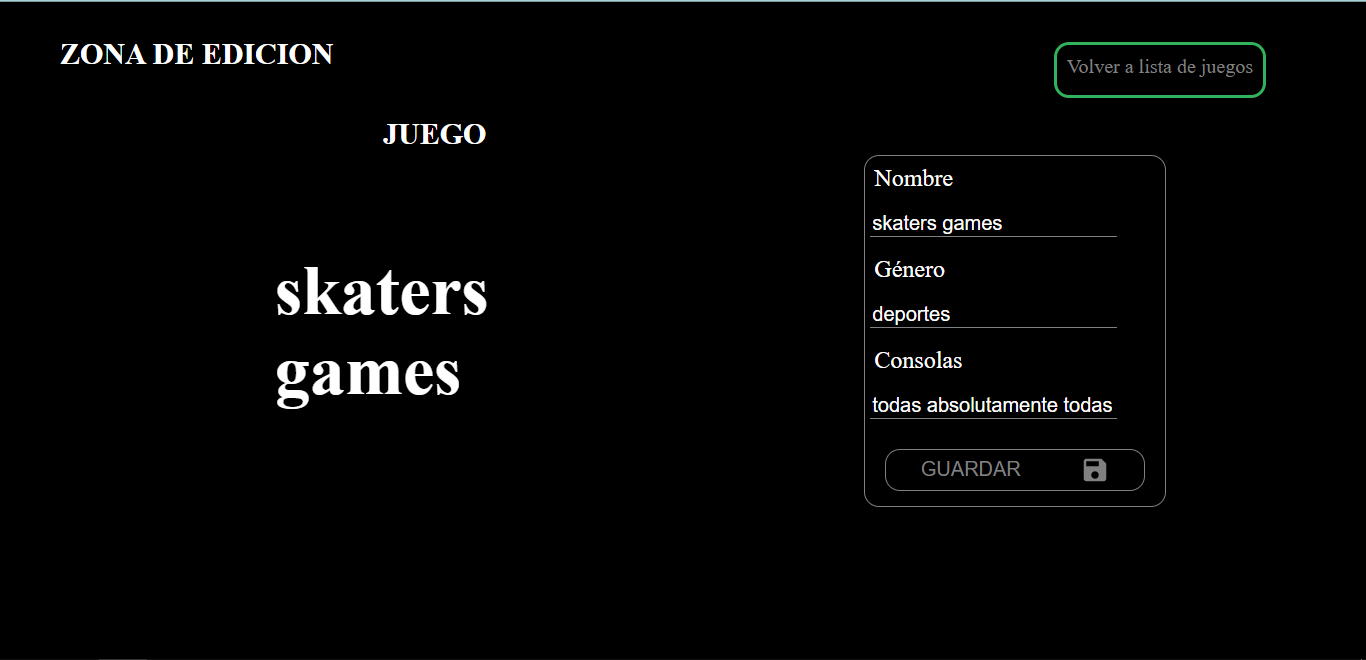 ZONA DE EDICION
Volver a lista de juegos
JUEGO
skaters
games
Nombre
skaters games
Género
deportes
Consolas
todas absolutamente todas
GUARDAR